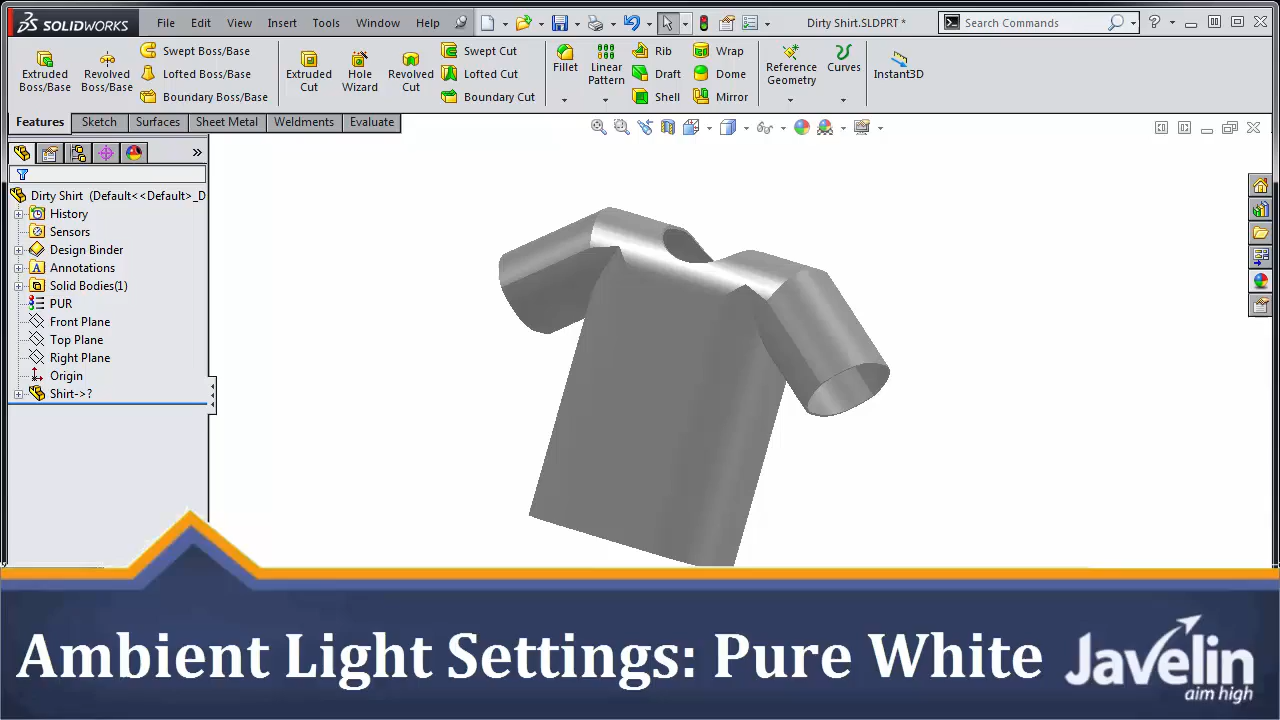 SOLIDWORKS File Edit View Insert Tools Window Help Dirty Shirt.SLDPRT * Search Commands ?
Extruded Boss/Base
Revolved Boss/Base
Swept Boss/Base
Lofted Boss/Base
Boundary Boss/Base
Extruded Cut
Hole Wizard
Revolved Cut
Swept Cut
Lofted Cut
Boundary Cut
Fillet
Linear Pattern
Rib
Draft
Shell
Wrap
Dome
Mirror
Reference Geometry
Curves
Instant3D
Features Sketch Surfaces Sheet Metal Weldments Evaluate
»
Dirty Shirt (Default<<Default>_D
History
Sensors
Design Binder
Annotations
Solid Bodies(1)
PUR
Front Plane
Top Plane
Right Plane
Origin
Shirt->?
Ambient Light Settings: Pure White
Javelin
aim high